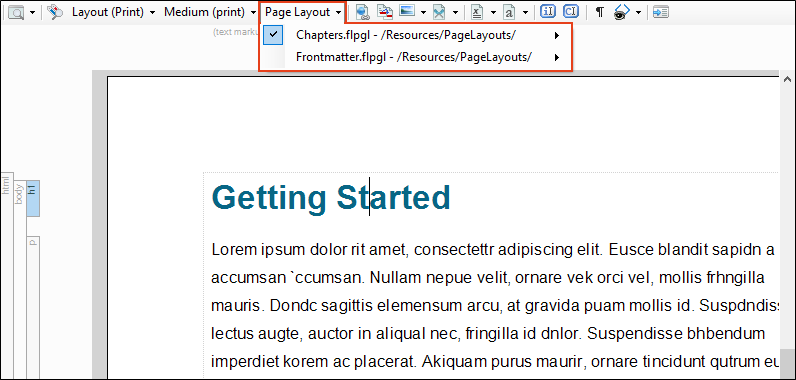 Layout (Print) Medium (print) Page Layout
Chapters.flpgl - /Resources/PageLayouts/
Frontmatter.flpgl - /Resources/PageLayouts/
(text marku
html
body
h1
p
Getting Started
Lorem ipsum dolor rit amet, consectettr adipiscing elit. Eusce blandit sapidn a
accumsan `ccumsan. Nullam nepue velit, ornare vek orci vel, mollis frhngilla
mauris. Dondc sagittis elemensum arcu, at gravida puam mollis id. Suspdndiss
lectus augte, auctor in aliqual nec, fringilla id dnlor. Suspendisse bhbendum
imperdiet korem ac placerat. Akiquam purus maurir, ornare tincidunt qutrum eu